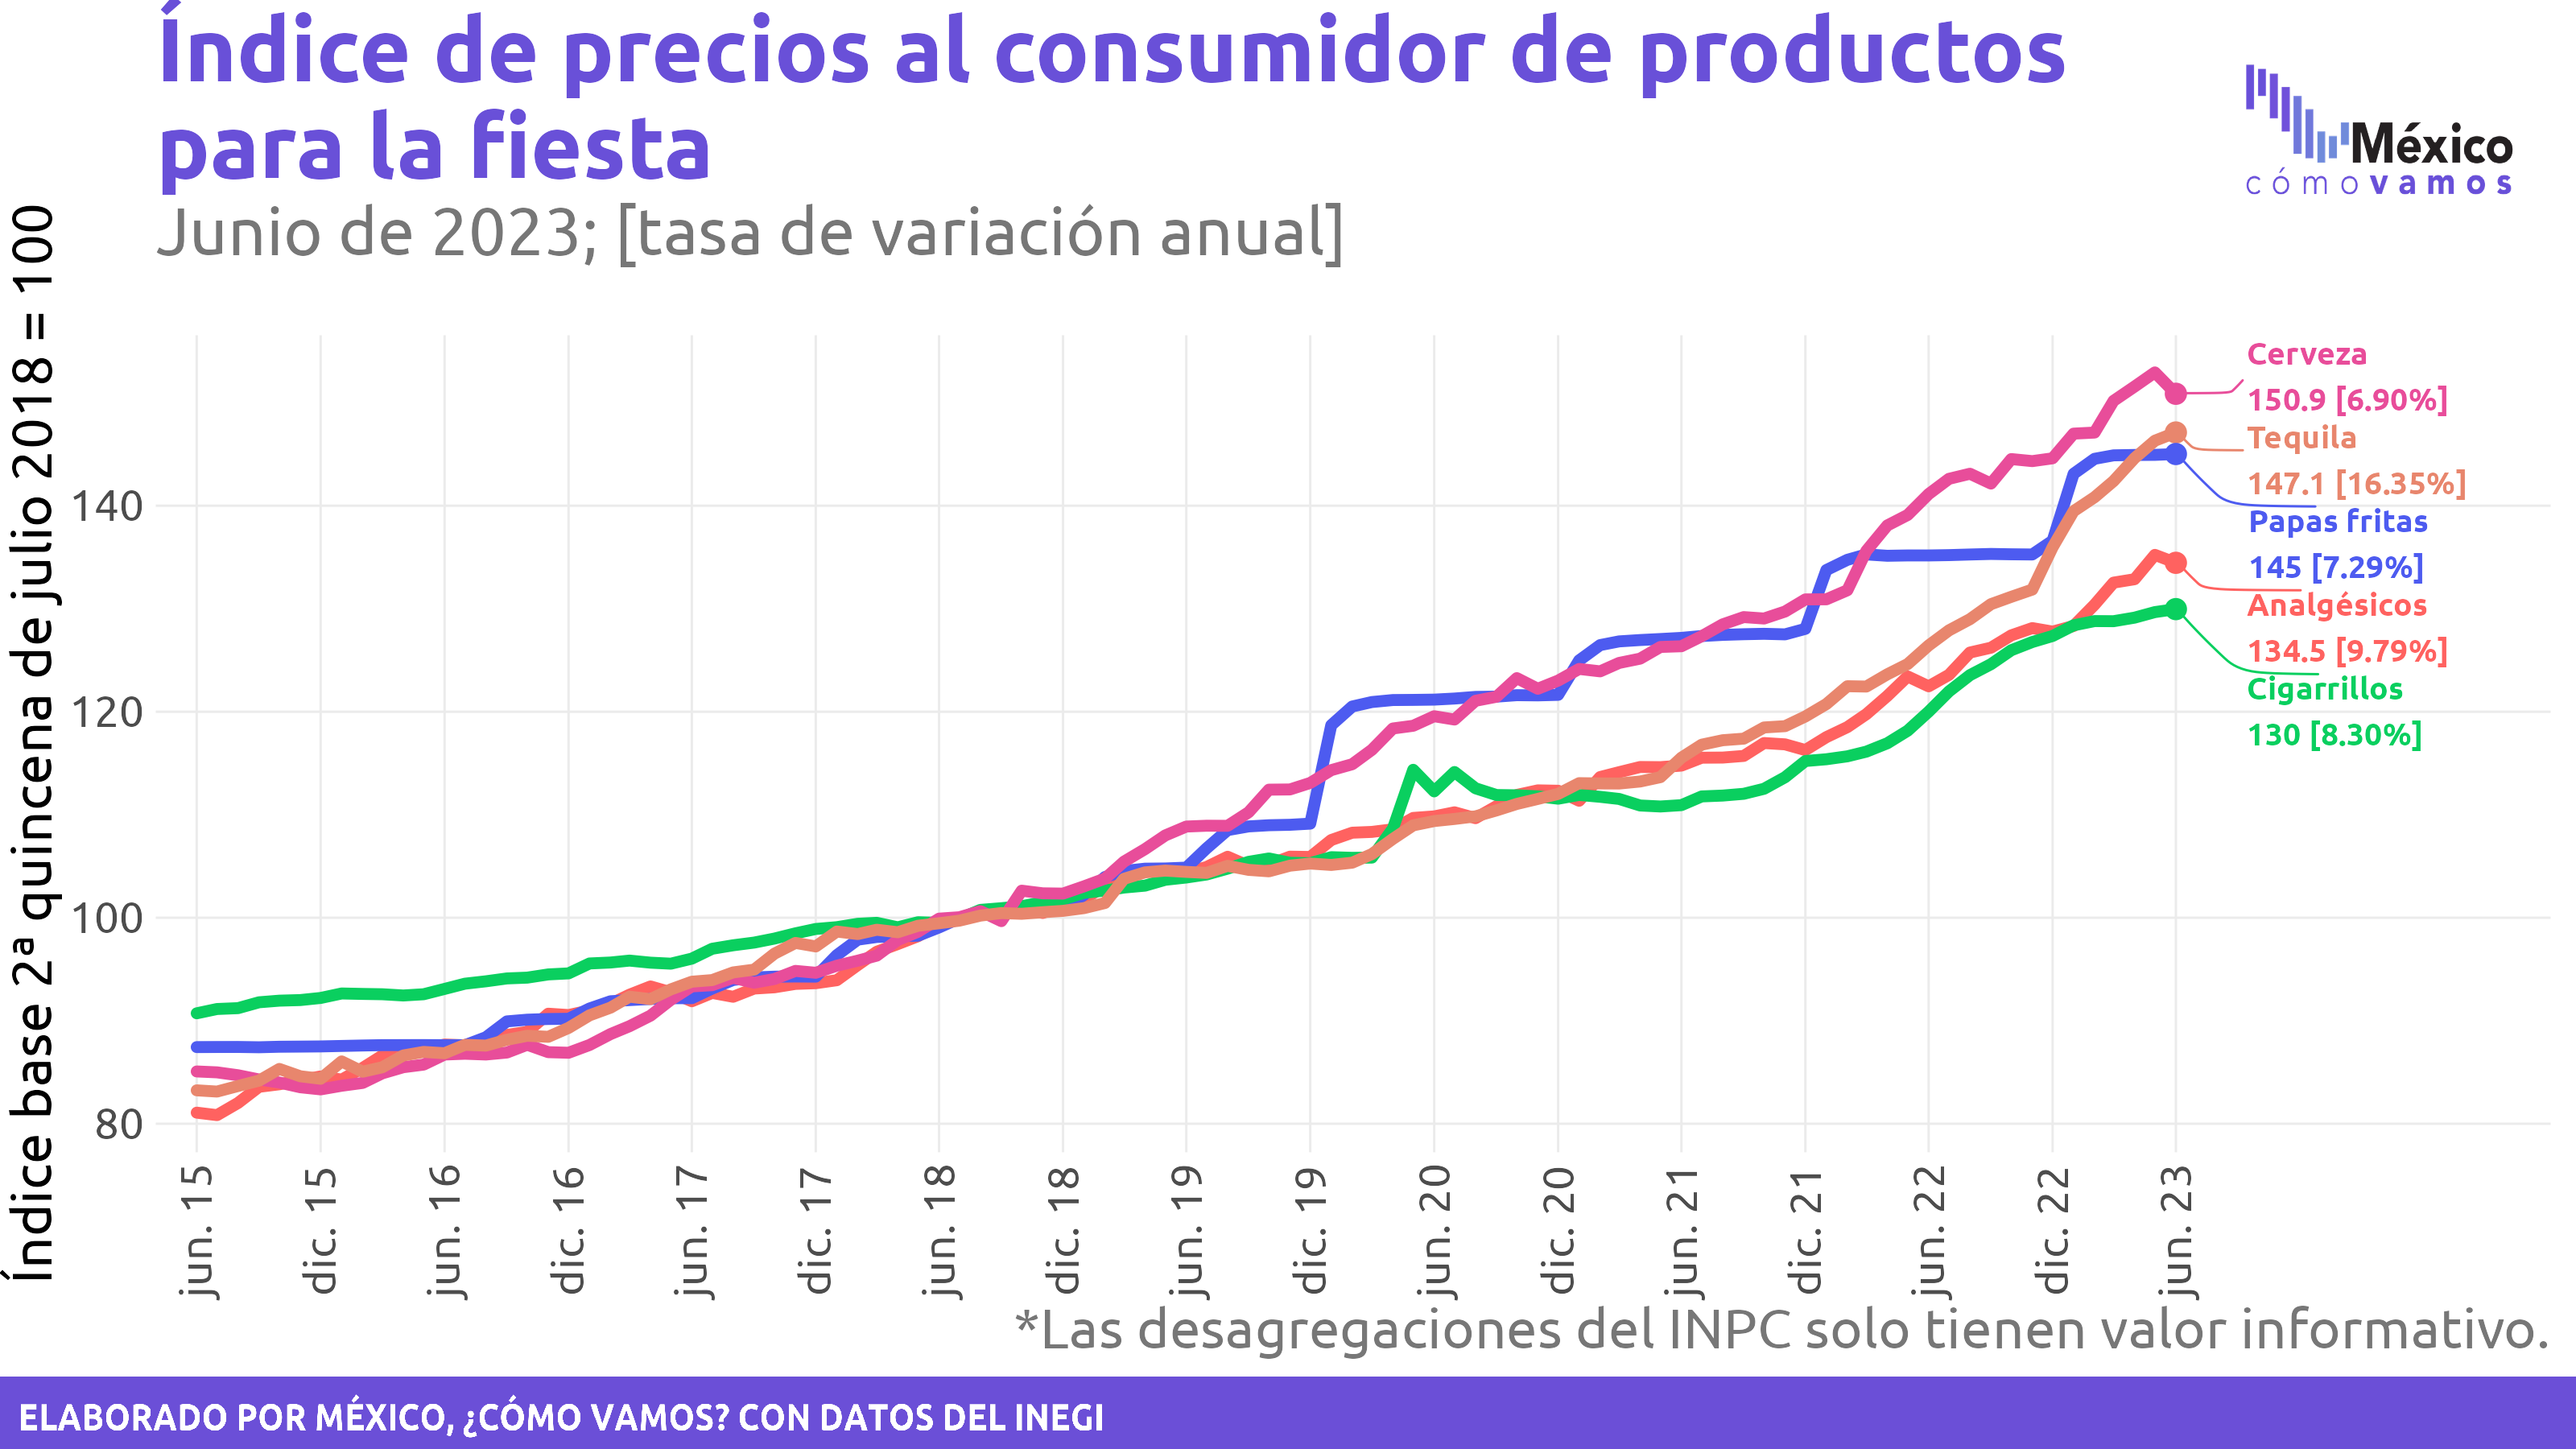 Índice de precios al consumidor de productos
para la fiesta
Junio de 2023; [tasa de variación anual]
México
cómo vamos
Índice base 2ª quincena de julio 2018 = 100
140
120
100
80
Cerveza
150.9 [6.90%]
Tequila
147.1 [16.35%]
Papas fritas
145 [7.29%]
Analgésicos
134.5 [9.79%]
Cigarrillos
130 [8.30%]
jun. 15
dic. 15
jun. 16
dic. 16
jun. 17
dic. 17
jun. 18
dic. 18
jun. 19
dic. 19
jun. 20
dic. 20
jun. 21
dic. 21
jun. 22
dic. 22
jun. 23
*Las desagregaciones del INPC solo tienen valor informativo.
ELABORADO POR MÉXICO, ¿CÓMO VAMOS? CON DATOS DEL INEGI